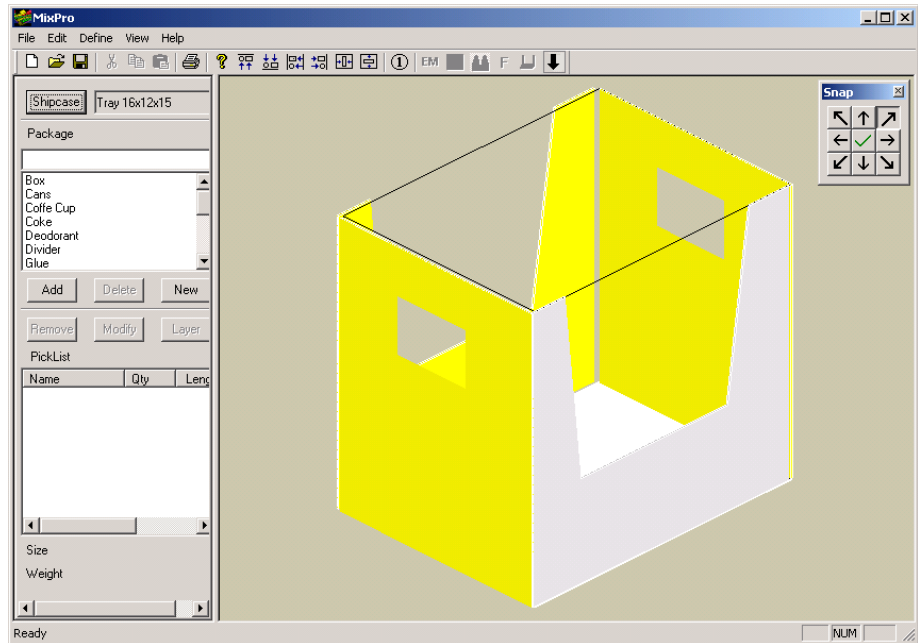 MixPro
File Edit Define View Help
EM F
Shipcase Tray 16x12x15
Snap
Package
Box
Cans
Coffe Cup
Coke
Deodorant
Divider
Glue
Add Delete New
Remove Modify Layer
PickList
Name Qty Leng
Size
Weight
Ready NUM